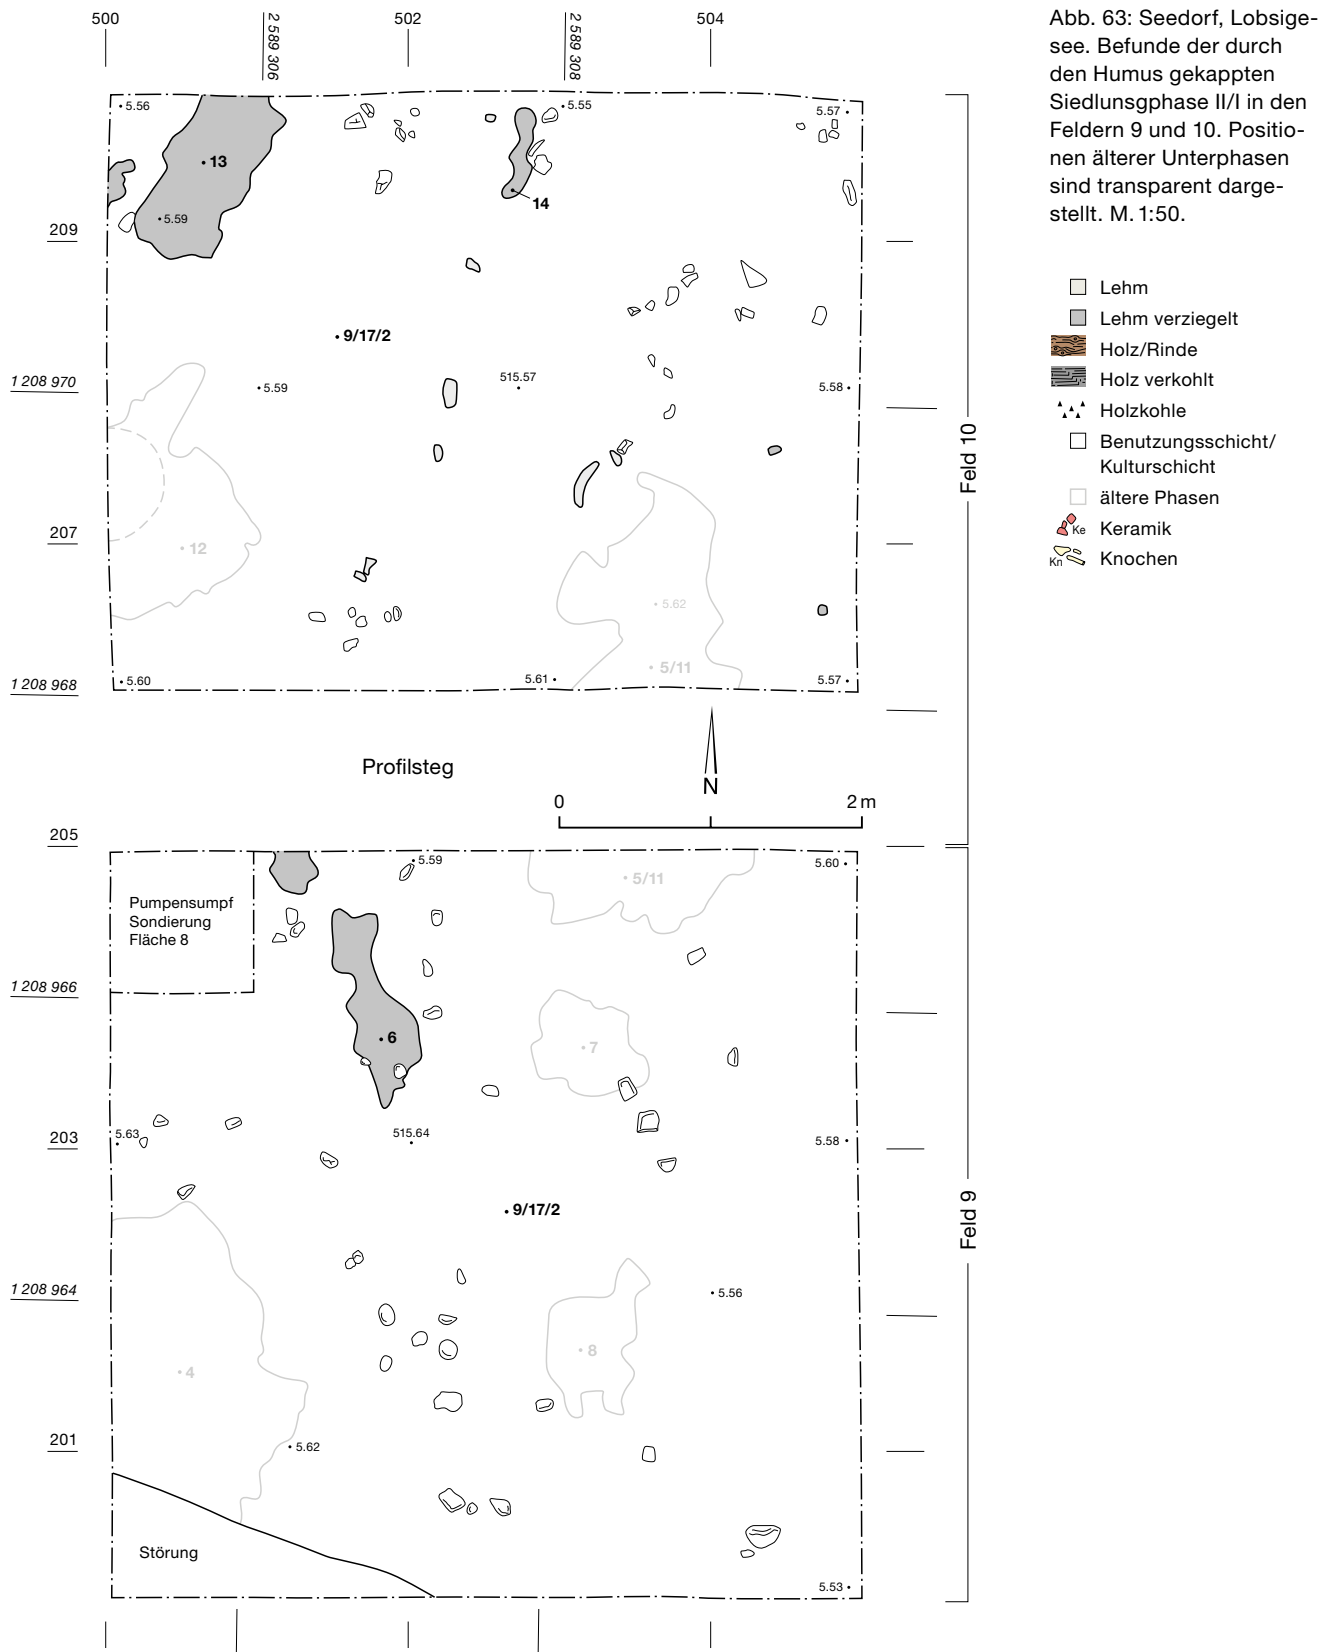 500
2 589 306
502
2 589 308
504
Abb. 63: Seedorf, Lobsige-
see. Befunde der durch
den Humus gekappten
Siedlunsgphase II/I in den
Feldern 9 und 10. Positio-
nen älterer Unterphasen
sind transparent darge-
stellt. M. 1:50.
Lehm
Lehm verziegelt
Holz/Rinde
Holz verkohlt
Holzkohle
Benutzungsschicht/
Kulturschicht
ältere Phasen
Ke Keramik
Kn Knochen
5.56
5.55
5.57
13
14
5.59
209
9/17/2
1 208 970
5.59
515.57
5.58
Feld 10
207
12
5.62
5/11
1 208 968
5.60
5.61
5.57
Profilsteg
N
0
2 m
205
5.59
5/11
5.60
Pumpensumpf
Sondierung
Fläche 8
1 208 966
6
7
203
5.63
515.64
5.58
9/17/2
Feld 9
1 208 964
5.56
8
4
201
5.62
Störung
5.53